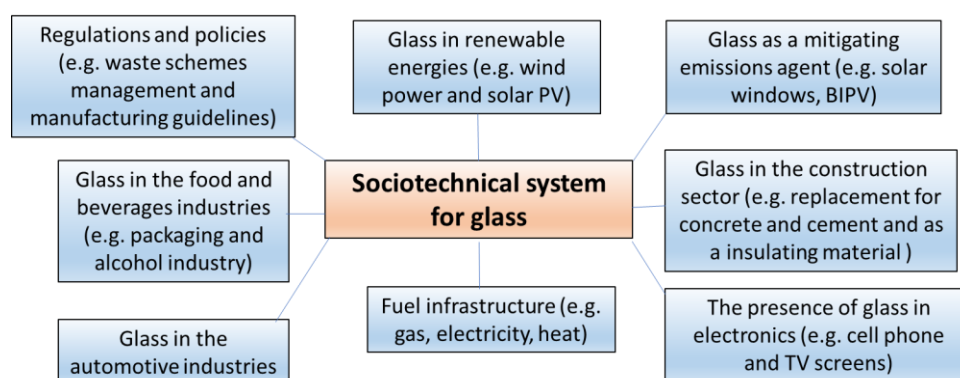 Regulations and policies
(e.g. waste schemes
management and
manufacturing guidelines)
Glass in renewable
energies (e.g. wind
power and solar PV)
Glass as a mitigating
emissions agent (e.g. solar
windows, BIPV)
Glass in the food and
beverages industries
(e.g. packaging and
alcohol industry)
Sociotechnical system
for glass
Glass in the construction
sector (e.g. replacement for
concrete and cement and as
a insulating material )
Glass in the
automotive industries
Fuel infrastructure (e.g.
gas, electricity, heat)
The presence of glass in
electronics (e.g. cell phone
and TV screens)